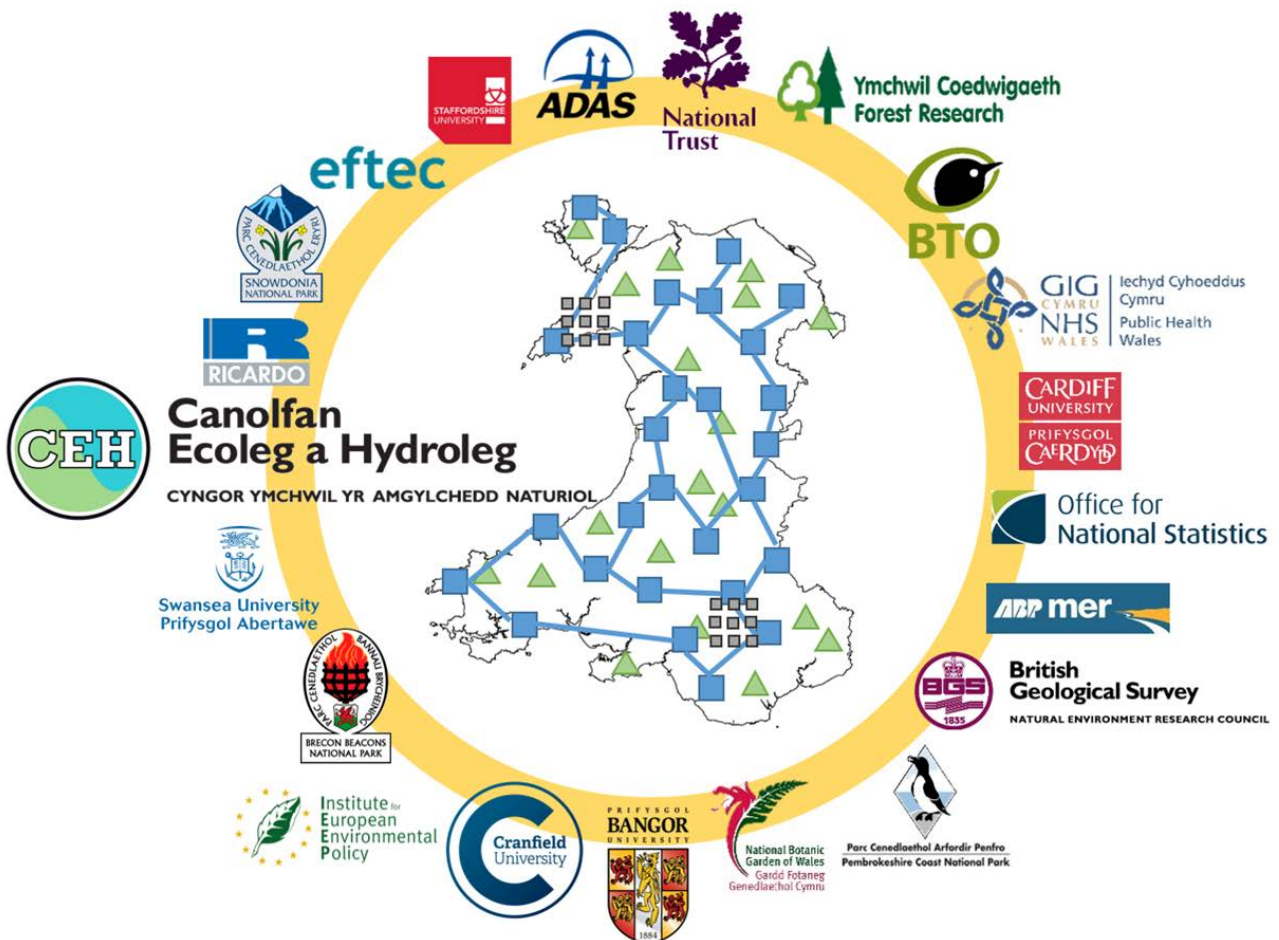 STAFFORDSHIRE
UNIVERSITY
ADAS
National
Trust
Ymchwil Coedwigaeth
Forest Research
eftec
BTO
PARC CENEDLAETHOL ERYRI
SNOWDONIA
NATIONAL PARK
GIG
CYMRU
NHS
WALES
Iechyd Cyhoeddus
Cymru
Public Health
Wales
R
RICARDO
CARDIFF
UNIVERSITY
PRIFYSGOL
CAERDYDD
CEH
Canolfan
Ecoleg a Hydroleg
CYNGOR YMCHWIL YR AMGYLCHEDD NATURIOL
Office for
National Statistics
Swansea University
Prifysgol Abertawe
ABP mer
PARC CENEDLAETHOL BANNAU BRYCHEINIOG
BRECON BEACONS
NATIONAL PARK
BGS
1835
British
Geological Survey
NATURAL ENVIRONMENT RESEARCH COUNCIL
Institute for
European
Environmental
Policy
Cranfield
University
PRIFYSGOL
BANGOR
UNIVERSITY
1884
National Botanic
Garden of Wales
Gardd Fotaneg
Genedlaethol Cymru
Parc Cenedlaethol Arfordir Penfro
Pembrokeshire Coast National Park